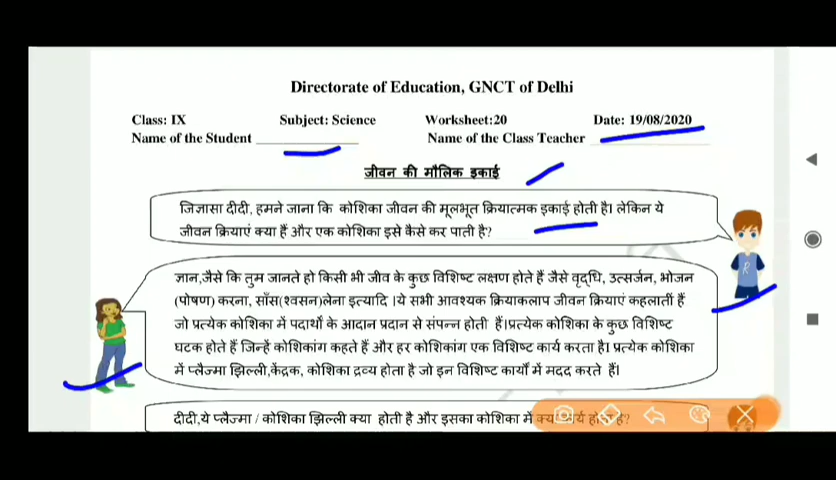 Directorate of Education, GNCT of Delhi
Class: IX Subject: Science Worksheet:20 Date: 19/08/2020
Name of the Student Name of the Class Teacher
जीवन की मौलिक इकाई
जिज्ञासा दीदी, हमने जाना कि कोशिका जीवन की मूलभूत क्रियात्मक इकाई होती है। लेकिन ये
जीवन क्रियाएं क्या हैं और एक कोशिका इसे कैसे कर पाती है?
ज्ञान,जैसे कि तुम जानते हो किसी भी जीव के कुछ विशिष्ट लक्षण होते हैं जैसे वृद्धि, उत्सर्जन, भोजन
(पोषण) करना, साँस(श्वसन)लेना इत्यादि ।ये सभी आवश्यक क्रियाकलाप जीवन क्रियाएं कहलातीं हैं
जो प्रत्येक कोशिका में पदार्थों के आदान प्रदान से संपन्न होती हैं।प्रत्येक कोशिका के कुछ विशिष्ट
घटक होते हैं जिन्हें कोशिकांग कहते हैं और हर कोशिकांग एक विशिष्ट कार्य करता है। प्रत्येक कोशिका
में प्लैज्मा झिल्ली,केंद्रक, कोशिका द्रव्य होता है जो इन विशिष्ट कार्यों में मदद करते हैं।
दीदी,ये प्लैज्मा / कोशिका झिल्ली क्या होती है और इसका कोशिका में क्या कार्य होता है?
R